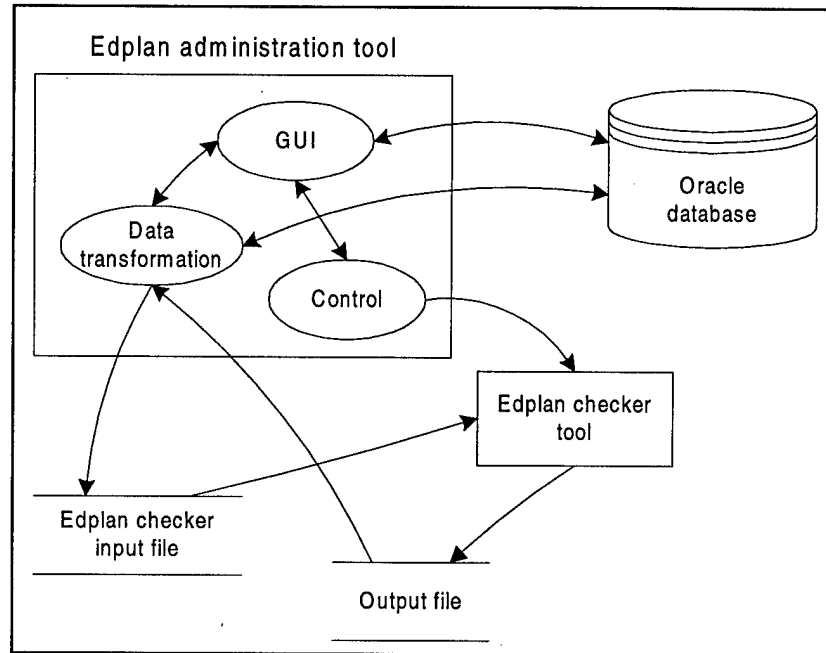 Edplan administration tool
GUI
Oracle
database
Data
transformation
Control
Edplan checker
tool
Edplan checker
input file
Output file